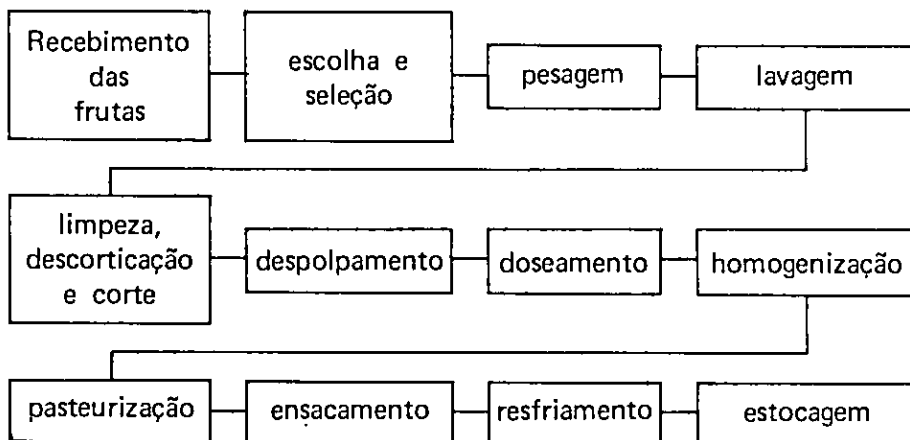 Recebimento
das
frutas
escolha e
seleção
pesagem
lavagem
limpeza,
descorticação
e corte
despolpamento
doseamento
homogenização
pasteurização
ensacamento
resfriamento
estocagem